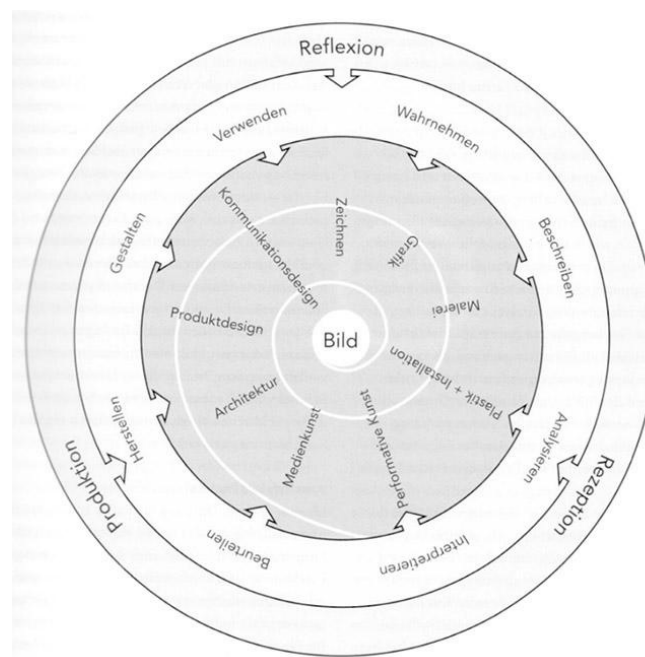 Reflexion
Rezeption
Produktion
Wahrnehmen
Beschreiben
Analysieren
Interpretieren
Beurteilen
Herstellen
Gestalten
Verwenden
Zeichnen
Grafik
Malerei
Plastik + Installation
Performative Kunst
Medienkunst
Architektur
Produktdesign
Kommunikationsdesign
Bild